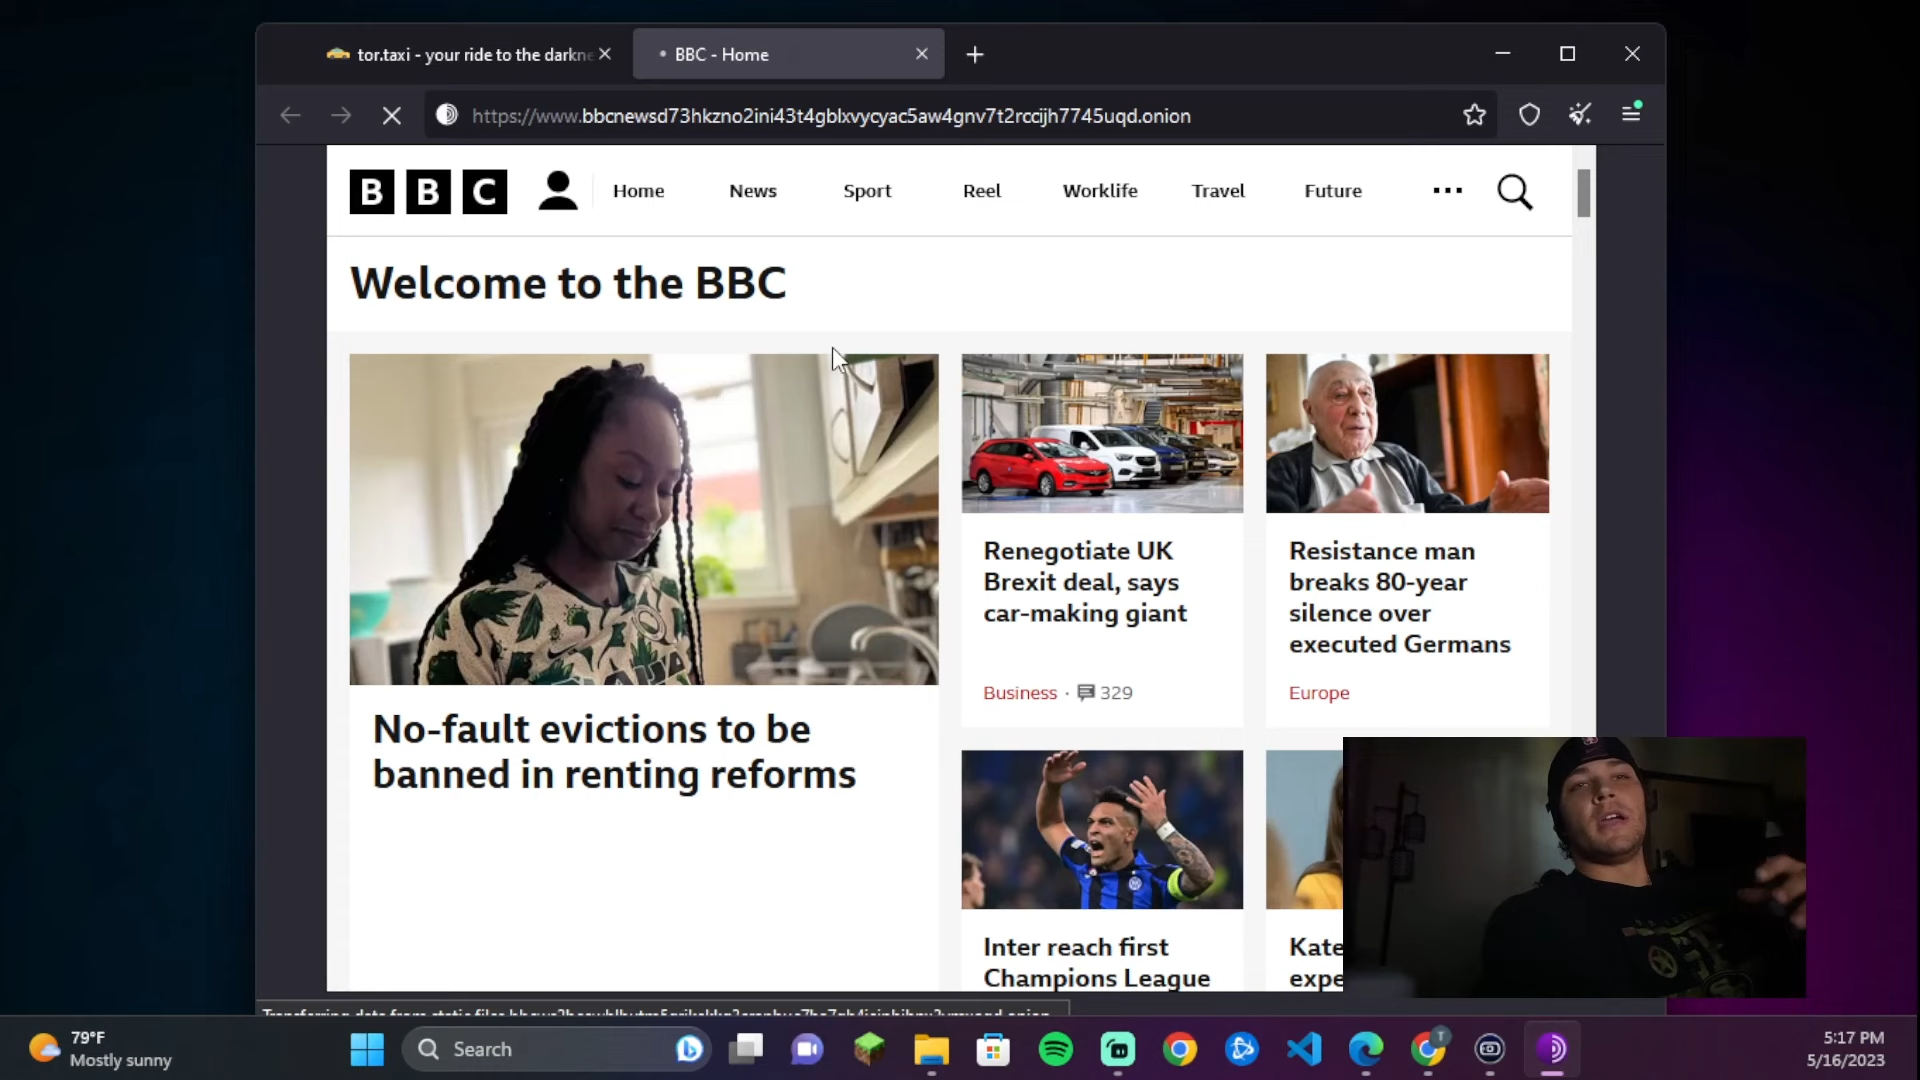 tor.taxi - your ride to the darkne
BBC - Home
https://www.bbcnewsd73hkzno2ini43t4gblxvycyac5aw4gnv7t2rccijh7745uqd.onion
BBC
Home
News
Sport
Reel
Worklife
Travel
Future
Welcome to the BBC
No-fault evictions to be
banned in renting reforms
Renegotiate UK
Brexit deal, says
car-making giant
Business · 329
Resistance man
breaks 80-year
silence over
executed Germans
Europe
Inter reach first
Champions League
Kate
expe
79°F
Mostly sunny
Search
T
5:17 PM
5/16/2023